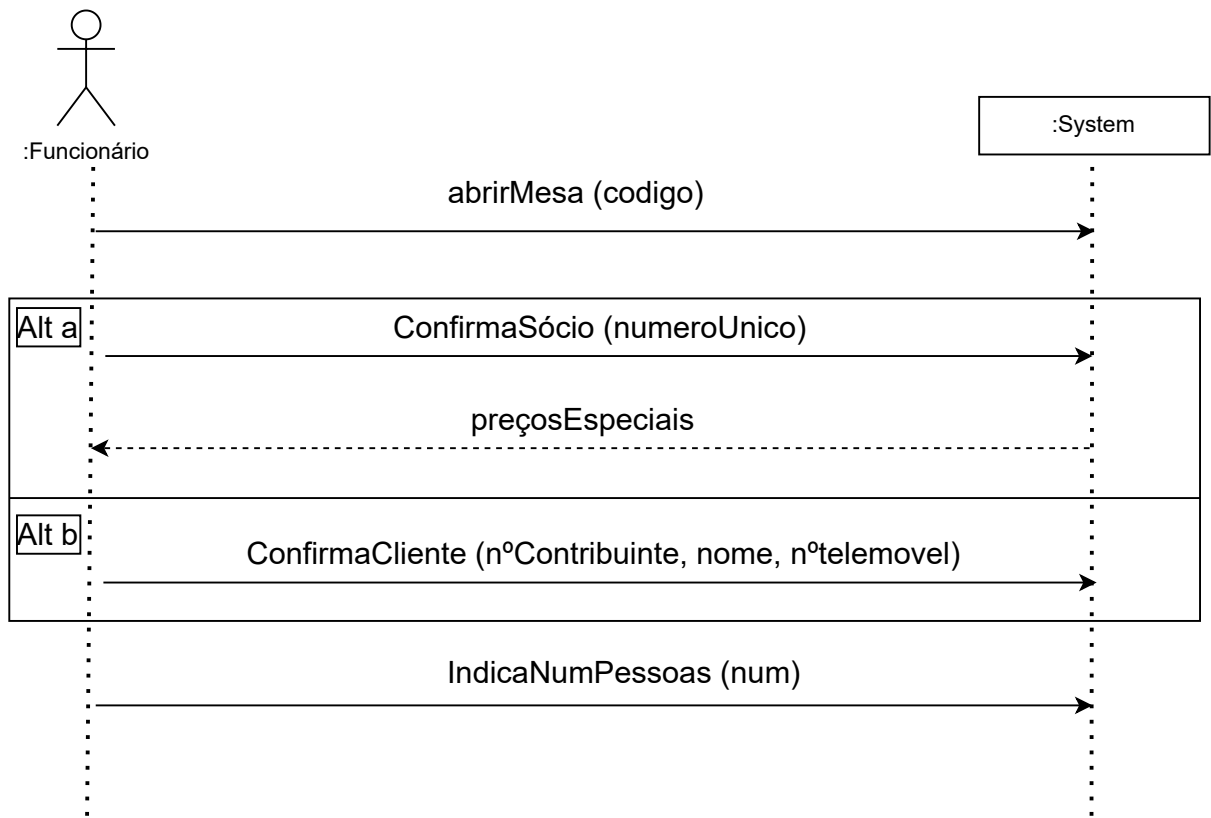 :Funcionário
:System
abrirMesa (codigo)
Alt a
ConfirmaSócio (numeroUnico)
preçosEspeciais
Alt b
ConfirmaCliente (nºContribuinte, nome, nºtelemovel)
IndicaNumPessoas (num)